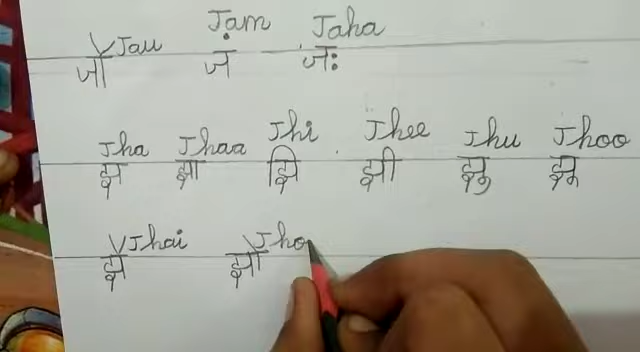 Jau Jam Jaha
जौ जं जः
Jha Jhaa Jhi Jhee Jhu Jhoo
झ झा झि झी झु झू
Jhai Jho
झै झो